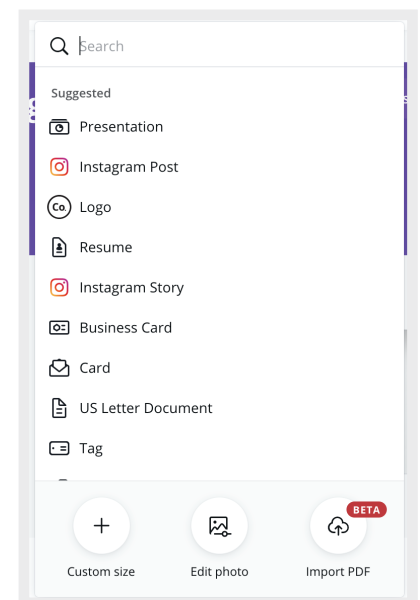 Search
Suggested
Presentation
Instagram Post
Co.
Logo
Resume
Instagram Story
Business Card
Card
US Letter Document
Tag
BETA
Custom size
Edit photo
Import PDF